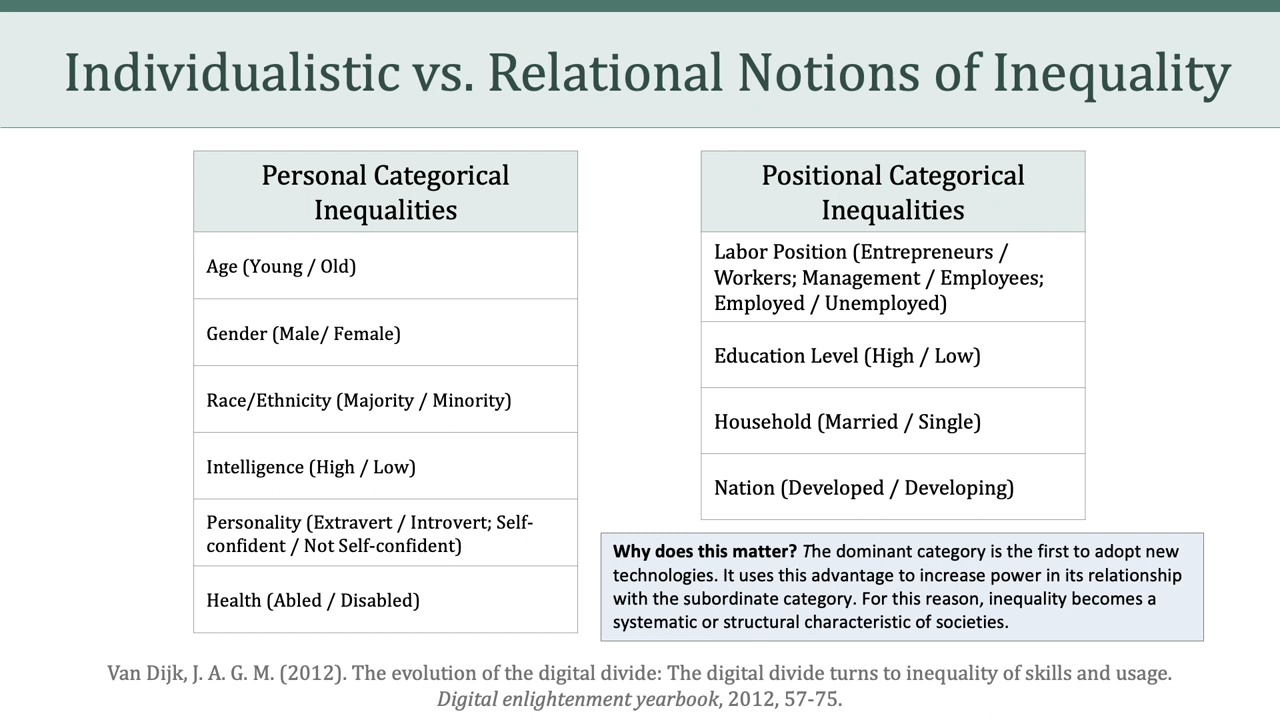 Individualistic vs. Relational Notions of Inequality
Personal Categorical
Inequalities
Age (Young / Old)
Gender (Male/ Female)
Race/Ethnicity (Majority / Minority)
Intelligence (High / Low)
Personality (Extravert / Introvert; Self-
confident / Not Self-confident)
Health (Abled / Disabled)
Positional Categorical
Inequalities
Labor Position (Entrepreneurs /
Workers; Management / Employees;
Employed / Unemployed)
Education Level (High / Low)
Household (Married / Single)
Nation (Developed / Developing)
Why does this matter? The dominant category is the first to adopt new
technologies. It uses this advantage to increase power in its relationship
with the subordinate category. For this reason, inequality becomes a
systematic or structural characteristic of societies.
Van Dijk, J. A. G. M. (2012). The evolution of the digital divide: The digital divide turns to inequality of skills and usage.
Digital enlightenment yearbook, 2012, 57-75.